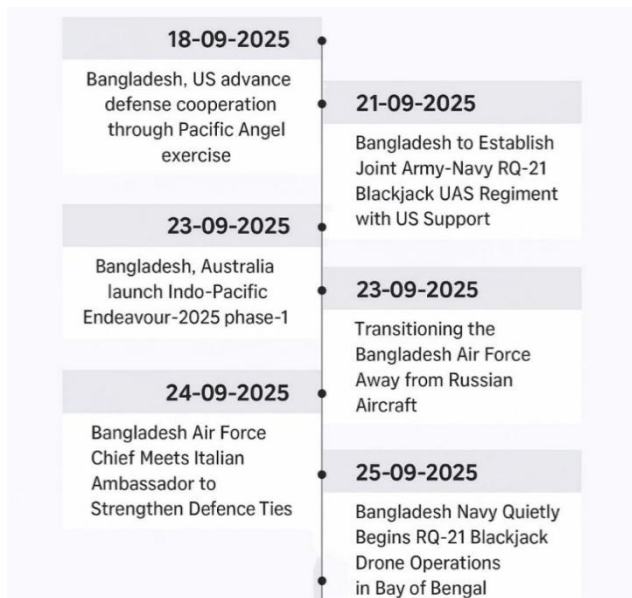 18-09-2025
Bangladesh, US advance
defense cooperation
through Pacific Angel
exercise
21-09-2025
Bangladesh to Establish
Joint Army-Navy RQ-21
Blackjack UAS Regiment
with US Support
23-09-2025
Bangladesh, Australia
launch Indo-Pacific
Endeavour-2025 phase-1
23-09-2025
Transitioning the
Bangladesh Air Force
Away from Russian
Aircraft
24-09-2025
Bangladesh Air Force
Chief Meets Italian
Ambassador to
Strengthen Defence Ties
25-09-2025
Bangladesh Navy Quietly
Begins RQ-21 Blackjack
Drone Operations
in Bay of Bengal